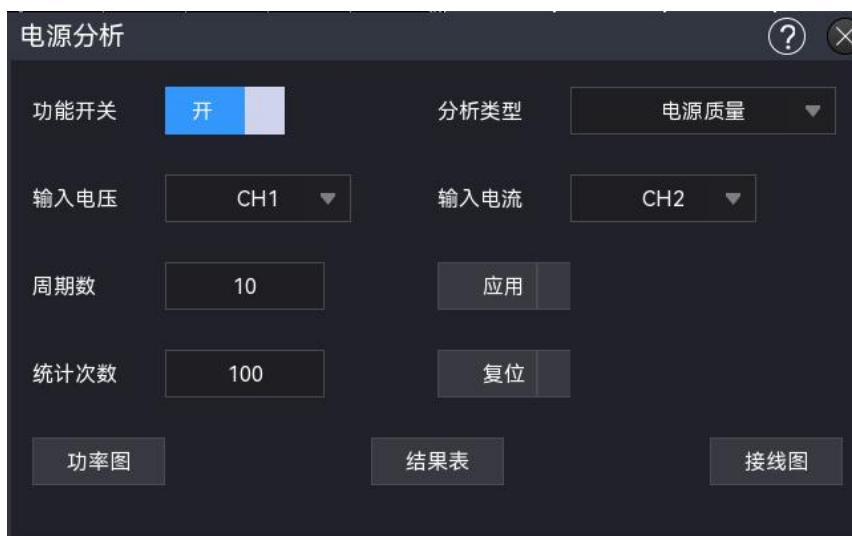 电源分析 ?
功能开关 开 分析类型 电源质量
输入电压 CH1 输入电流 CH2
周期数 10 应用
统计次数 100 复位
功率图 结果表 接线图